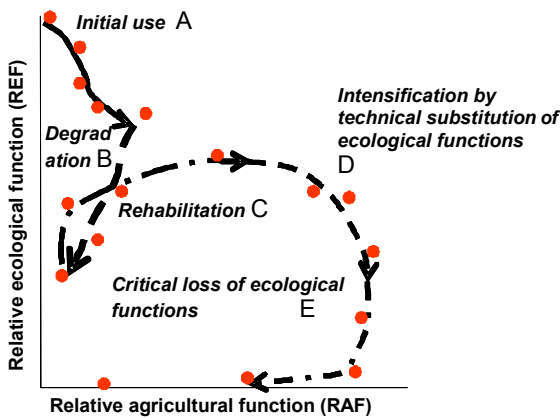 Initial use A
Intensification by
technical substitution of
ecological functions
D
Degrad
ation B
Rehabilitation C
Critical loss of ecological
functions E
Relative ecological function (REF)
Relative agricultural function (RAF)